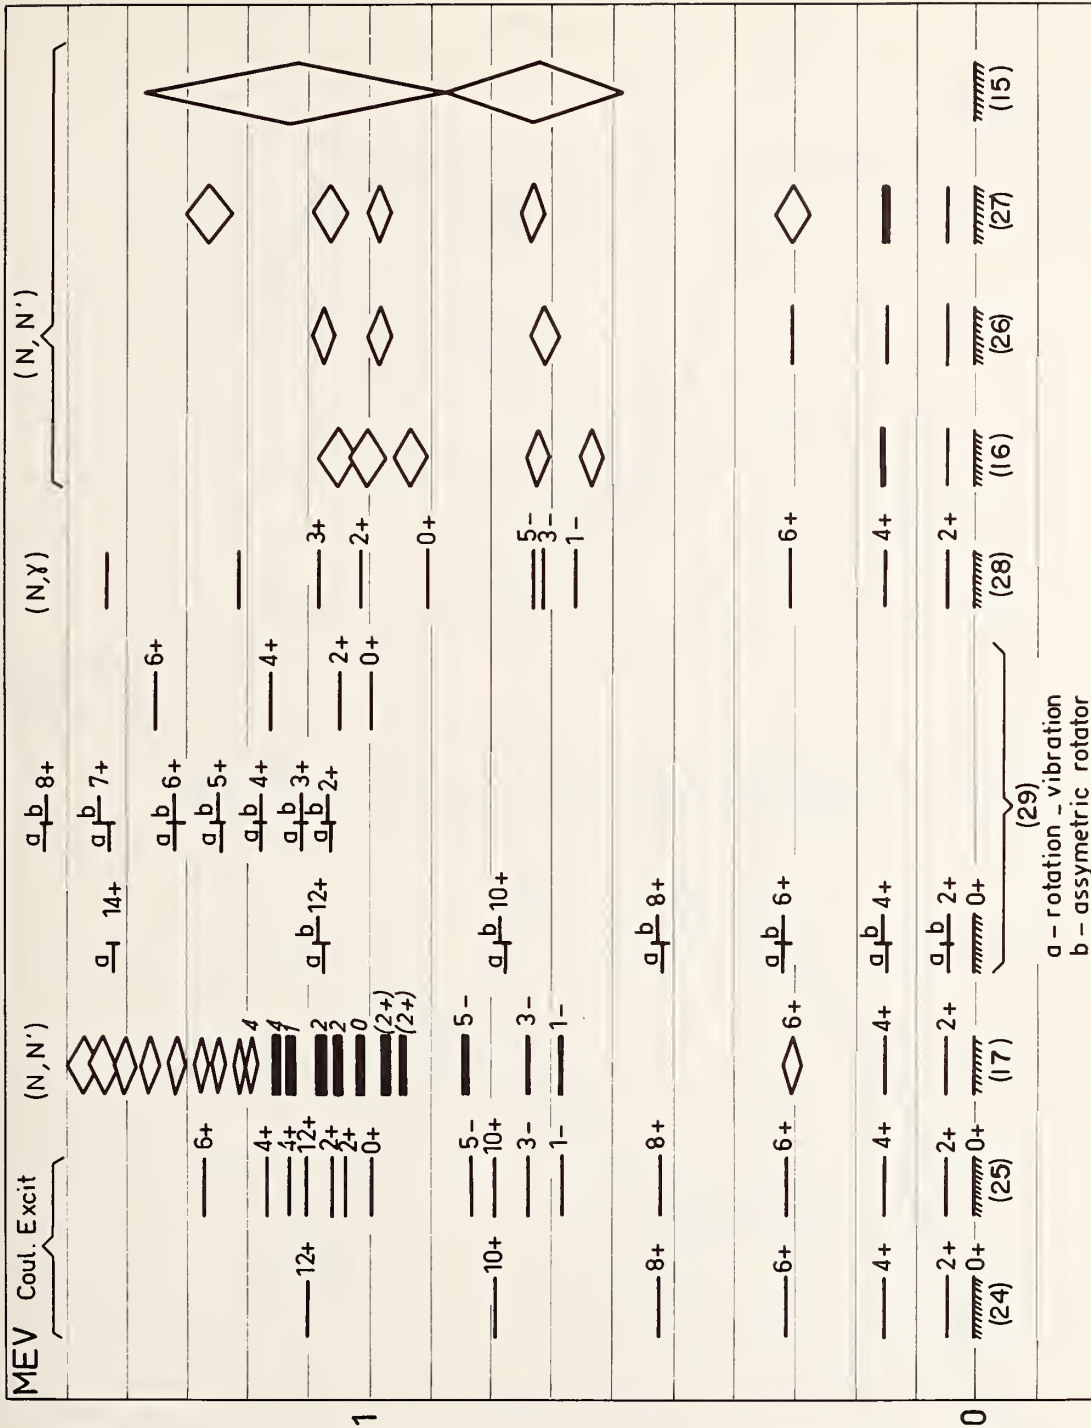 MEV
Coul. Excit
(N,N')
(N,γ)
(N,N')
1
0
12+
10+
8+
6+
4+
2+
0+
(24)
6+
4+
4+
12+
2+
2+
0+
5-
10+
3-
1-
8+
6+
4+
2+
0+
(25)
4
4
1
2
2
0
(2+)
(2+)
5-
3-
1-
6+
4+
2+
(17)
a 14+
a b 12+
a b 10+
a b 8+
a b 6+
a b 4+
a b 2+
0+
a b 8+
a b 7+
a b 6+
a b 5+
a b 4+
a b 3+
a b 2+
6+
4+
2+
0+
(29)
a - rotation - vibration
b - assymetric rotator
3+
2+
0+
5-
3-
1-
6+
4+
2+
(28)
(16)
(26)
(27)
(15)